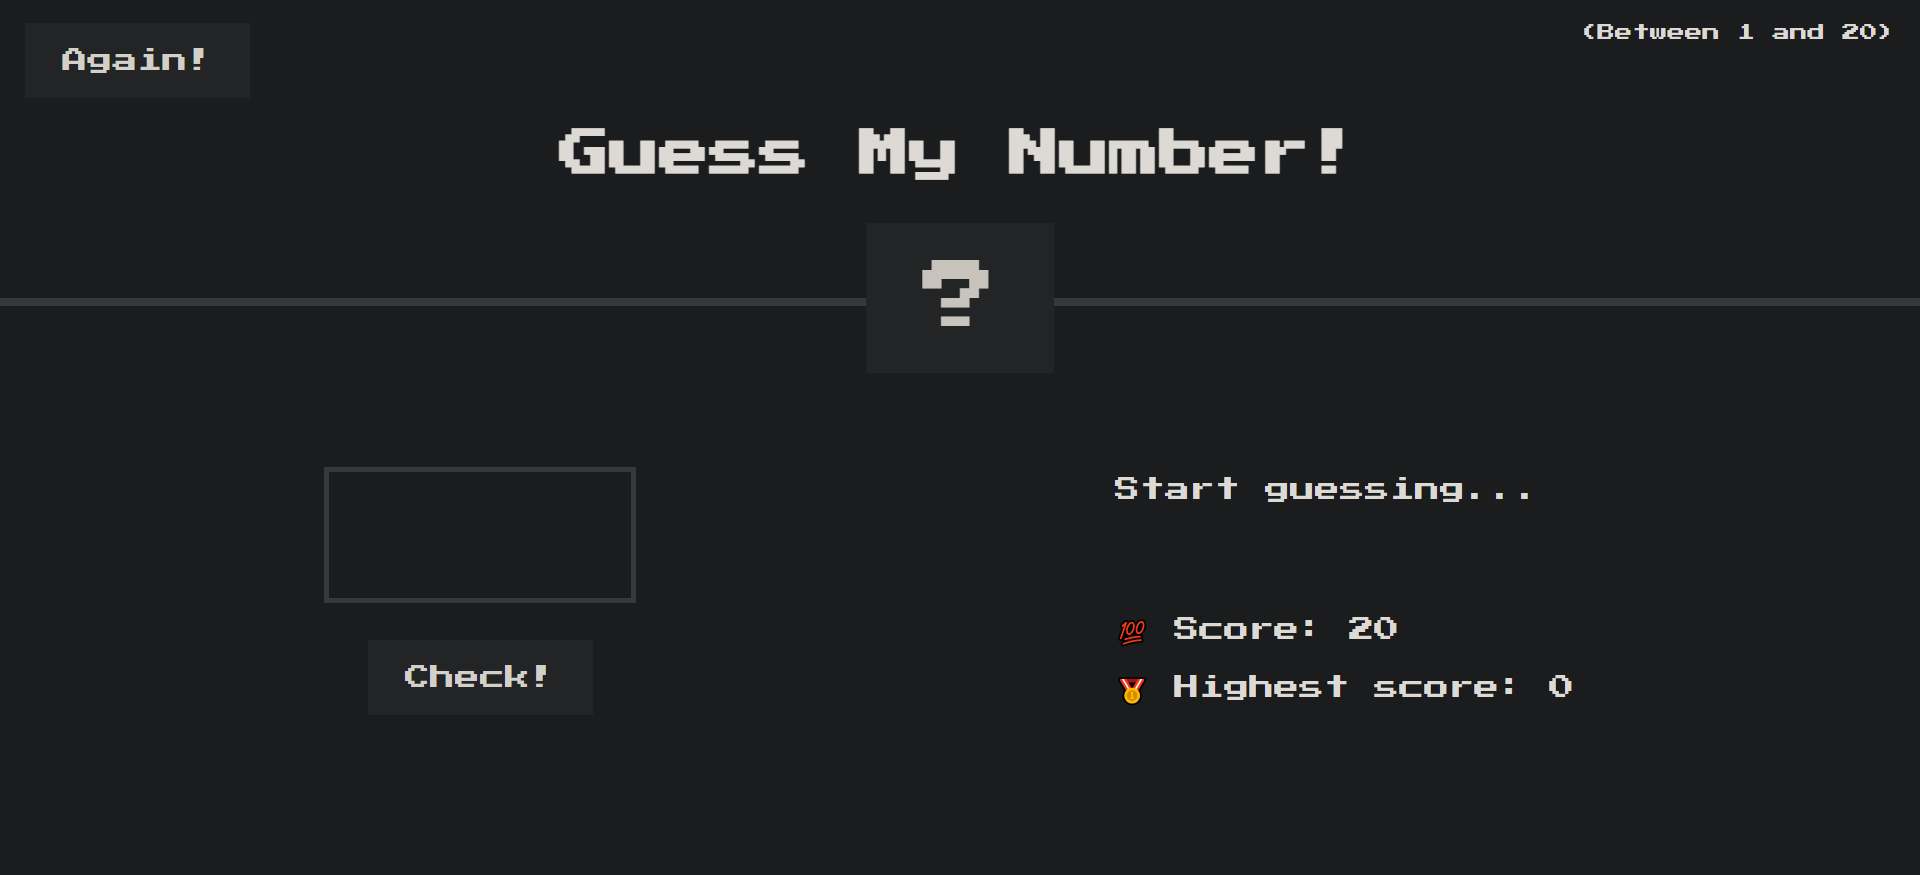 Again!
(Between 1 and 20)
Guess My Number!
?
Start guessing...
Check!
💯 Score: 20
🥇 Highest score: 0